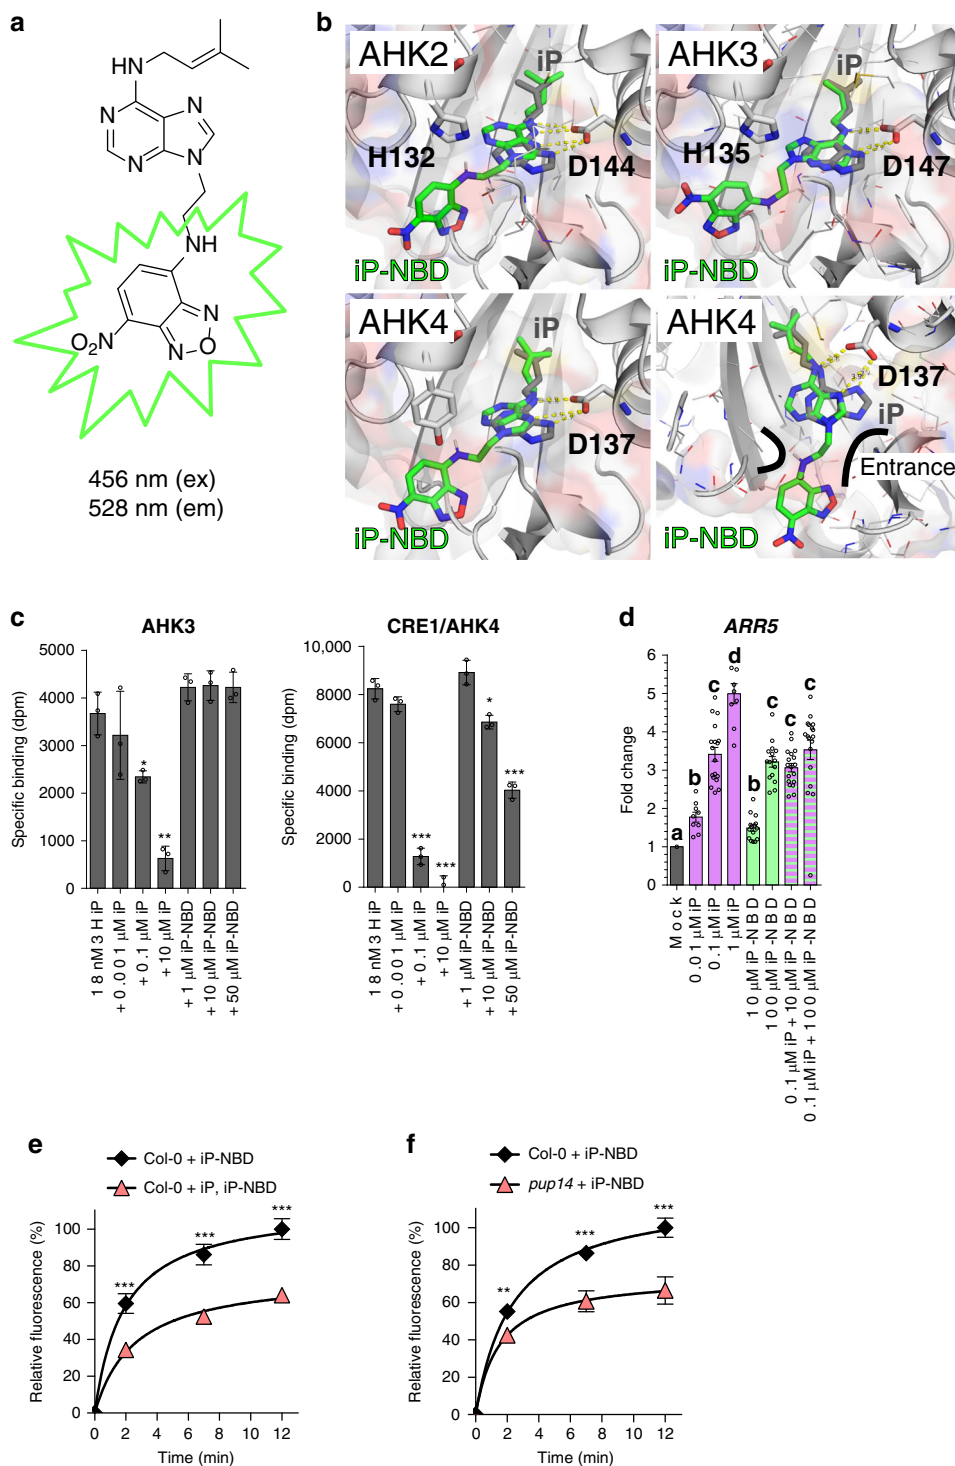 a
HN
N
N
N
N
NH
O2N
N
N
O
456 nm (ex)
528 nm (em)
b
AHK2
iP
H132
D144
iP-NBD
AHK3
iP
H135
D147
iP-NBD
AHK4
iP
D137
iP-NBD
AHK4
D137
iP
Entrance
iP-NBD
c
AHK3
Specific binding (dpm)
5000
4000
3000
2000
1000
0
*
**
18 nM 3 H iP
+ 0.001 µM iP
+ 0.1 µM iP
+ 10 µM iP
+ 1 µM iP-NBD
+ 10 µM iP-NBD
+ 50 µM iP-NBD
CRE1/AHK4
Specific binding (dpm)
10,000
8000
6000
4000
2000
0
***
***
*
***
18 nM 3 H iP
+ 0.001 µM iP
+ 0.1 µM iP
+ 10 µM iP
+ 1 µM iP-NBD
+ 10 µM iP-NBD
+ 50 µM iP-NBD
d
ARR5
Fold change
6
5
4
3
2
1
0
a
b
c
d
b
c
c
c
Mock
0.01 µM iP
0.1 µM iP
1 µM iP
10 µM iP-NBD
100 µM iP-NBD
0.1 µM iP + 10 µM iP-NBD
0.1 µM iP + 100 µM iP-NBD
e
Col-0 + iP-NBD
Col-0 + iP, iP-NBD
Relative fluorescence (%)
100
80
60
40
20
0
***
***
***
0 2 4 6 8 10 12
Time (min)
f
Col-0 + iP-NBD
pup14 + iP-NBD
Relative fluorescence (%)
100
80
60
40
20
0
**
***
***
0 2 4 6 8 10 12
Time (min)